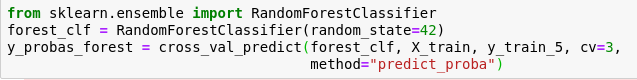 from sklearn.ensemble import RandomForestClassifier
forest_clf = RandomForestClassifier(random_state=42)
y_probas_forest = cross_val_predict(forest_clf, X_train, y_train_5, cv=3,
                                    method="predict_proba")